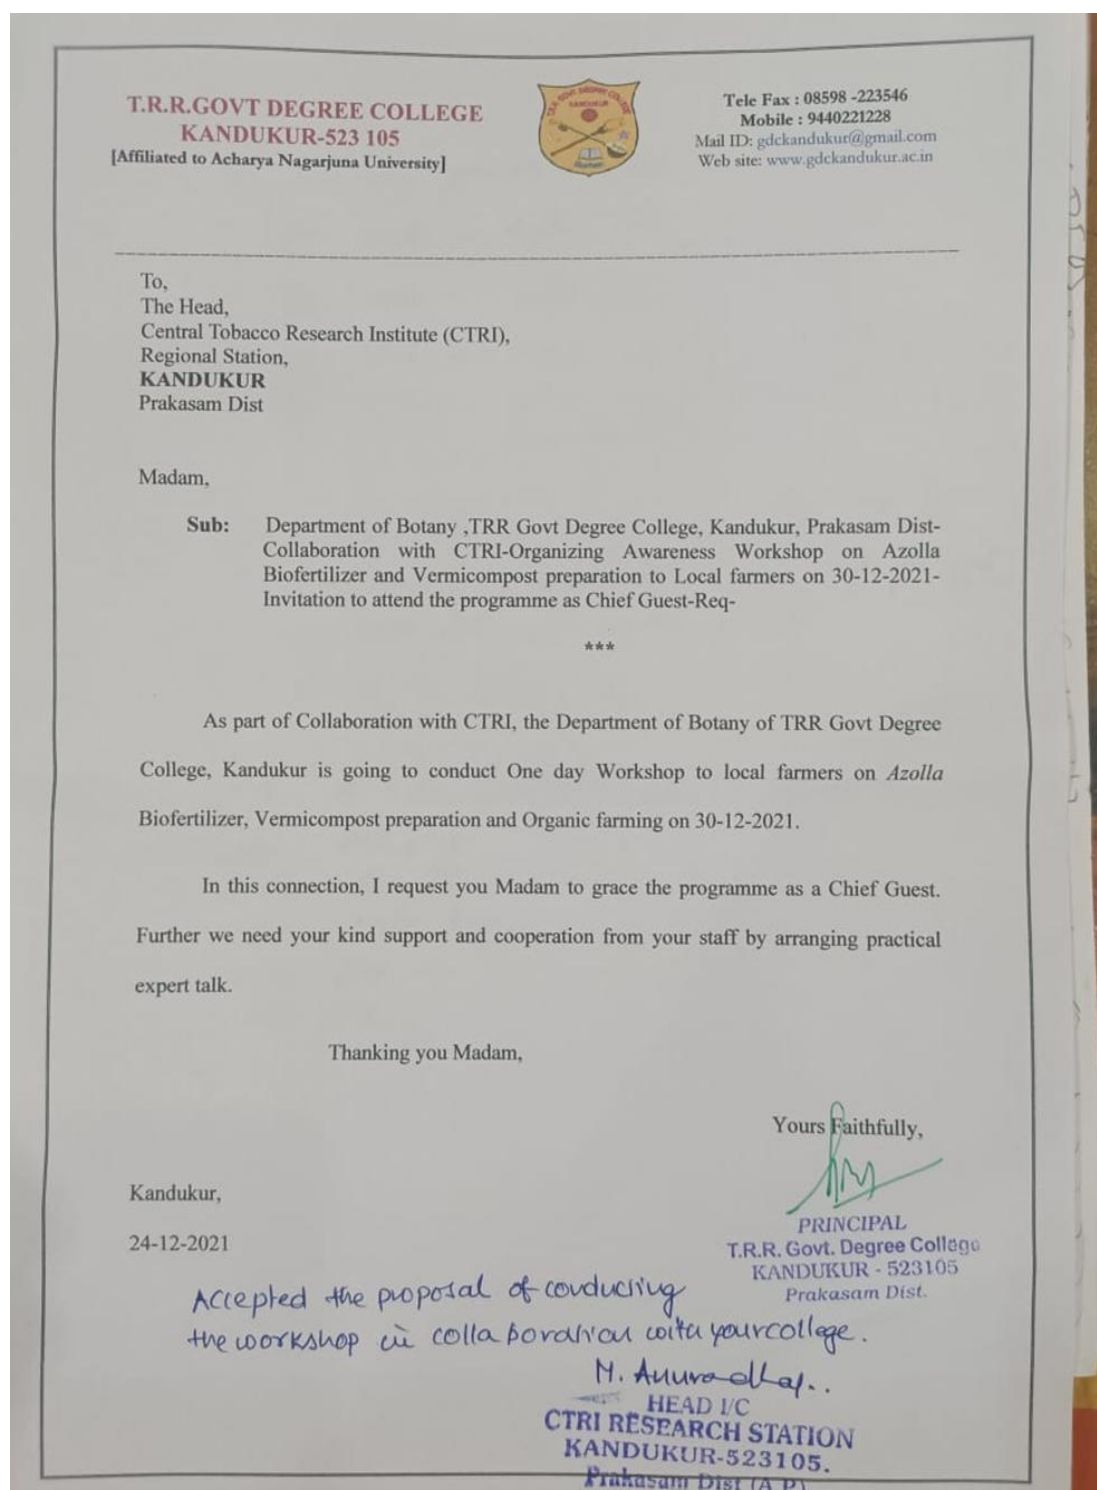 T.R.R.GOVT DEGREE COLLEGE
KANDUKUR-523 105
[Affiliated to Acharya Nagarjuna University]
Tele Fax : 08598 -223546
Mobile : 9440221228
Mail ID: gdckandukur@gmail.com
Web site: www.gdckandukur.ac.in
To,
The Head,
Central Tobacco Research Institute (CTRI),
Regional Station,
KANDUKUR
Prakasam Dist
Madam,
Sub: Department of Botany ,TRR Govt Degree College, Kandukur, Prakasam Dist-
Collaboration with CTRI-Organizing Awareness Workshop on Azolla
Biofertilizer and Vermicompost preparation to Local farmers on 30-12-2021-
Invitation to attend the programme as Chief Guest-Req-
***
As part of Collaboration with CTRI, the Department of Botany of TRR Govt Degree
College, Kandukur is going to conduct One day Workshop to local farmers on Azolla
Biofertilizer, Vermicompost preparation and Organic farming on 30-12-2021.
In this connection, I request you Madam to grace the programme as a Chief Guest.
Further we need your kind support and cooperation from your staff by arranging practical
expert talk.
Thanking you Madam,
Yours Faithfully,
Kandukur,
24-12-2021
PRINCIPAL
T.R.R. Govt. Degree College
KANDUKUR - 523105
Prakasam Dist.
Accepted the proposal of conducting
the workshop in collaboration with your college.
M. Anuradha..
HEAD I/C
CTRI RESEARCH STATION
KANDUKUR-523105.
Prakasam Dist (A.P)